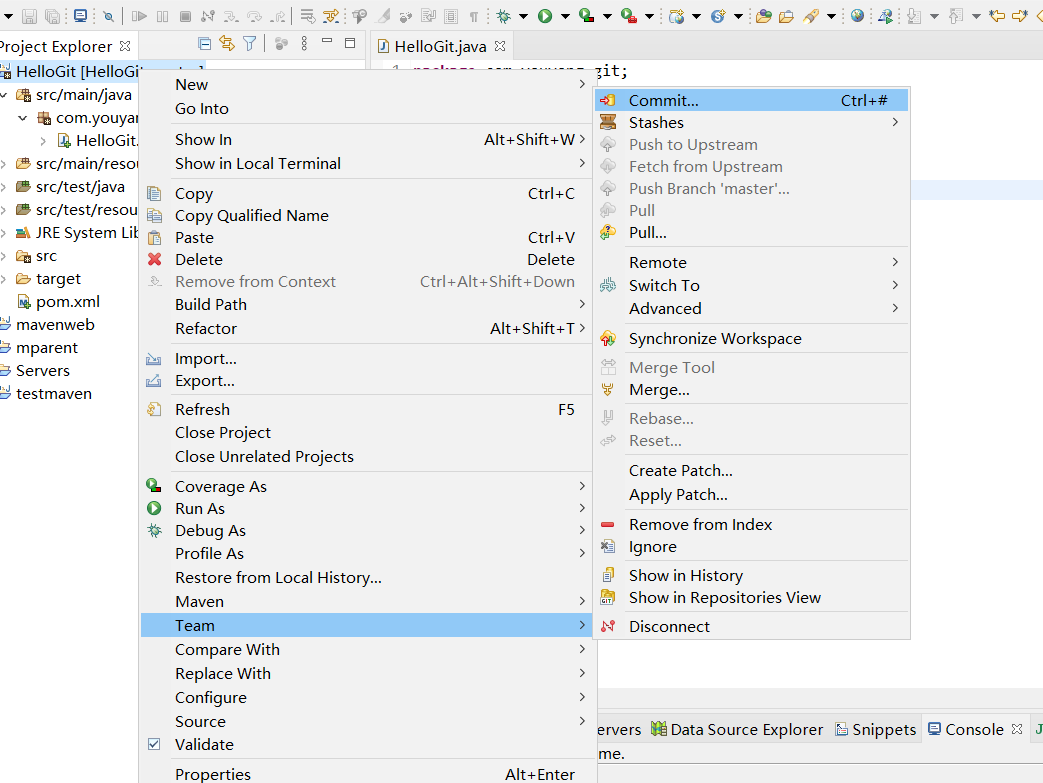 Project Explorer
HelloGit.java
HelloGit [HelloGi
git;
src/main/java
com.youya
HelloGit.
src/main/reso
src/test/java
src/test/resou
JRE System Lib
src
target
pom.xml
mavenweb
mparent
Servers
testmaven
New
Go Into
Show In Alt+Shift+W
Show in Local Terminal
Copy Ctrl+C
Copy Qualified Name
Paste Ctrl+V
Delete Delete
Remove from Context Ctrl+Alt+Shift+Down
Build Path
Refactor Alt+Shift+T
Import...
Export...
Refresh F5
Close Project
Close Unrelated Projects
Coverage As
Run As
Debug As
Profile As
Restore from Local History...
Maven
Team
Compare With
Replace With
Configure
Source
Validate
Properties Alt+Enter
Commit... Ctrl+#
Stashes
Push to Upstream
Fetch from Upstream
Push Branch 'master'...
Pull
Pull...
Remote
Switch To
Advanced
Synchronize Workspace
Merge Tool
Merge...
Rebase...
Reset...
Create Patch...
Apply Patch...
Remove from Index
Ignore
Show in History
Show in Repositories View
Disconnect
ervers Data Source Explorer Snippets Console
me.